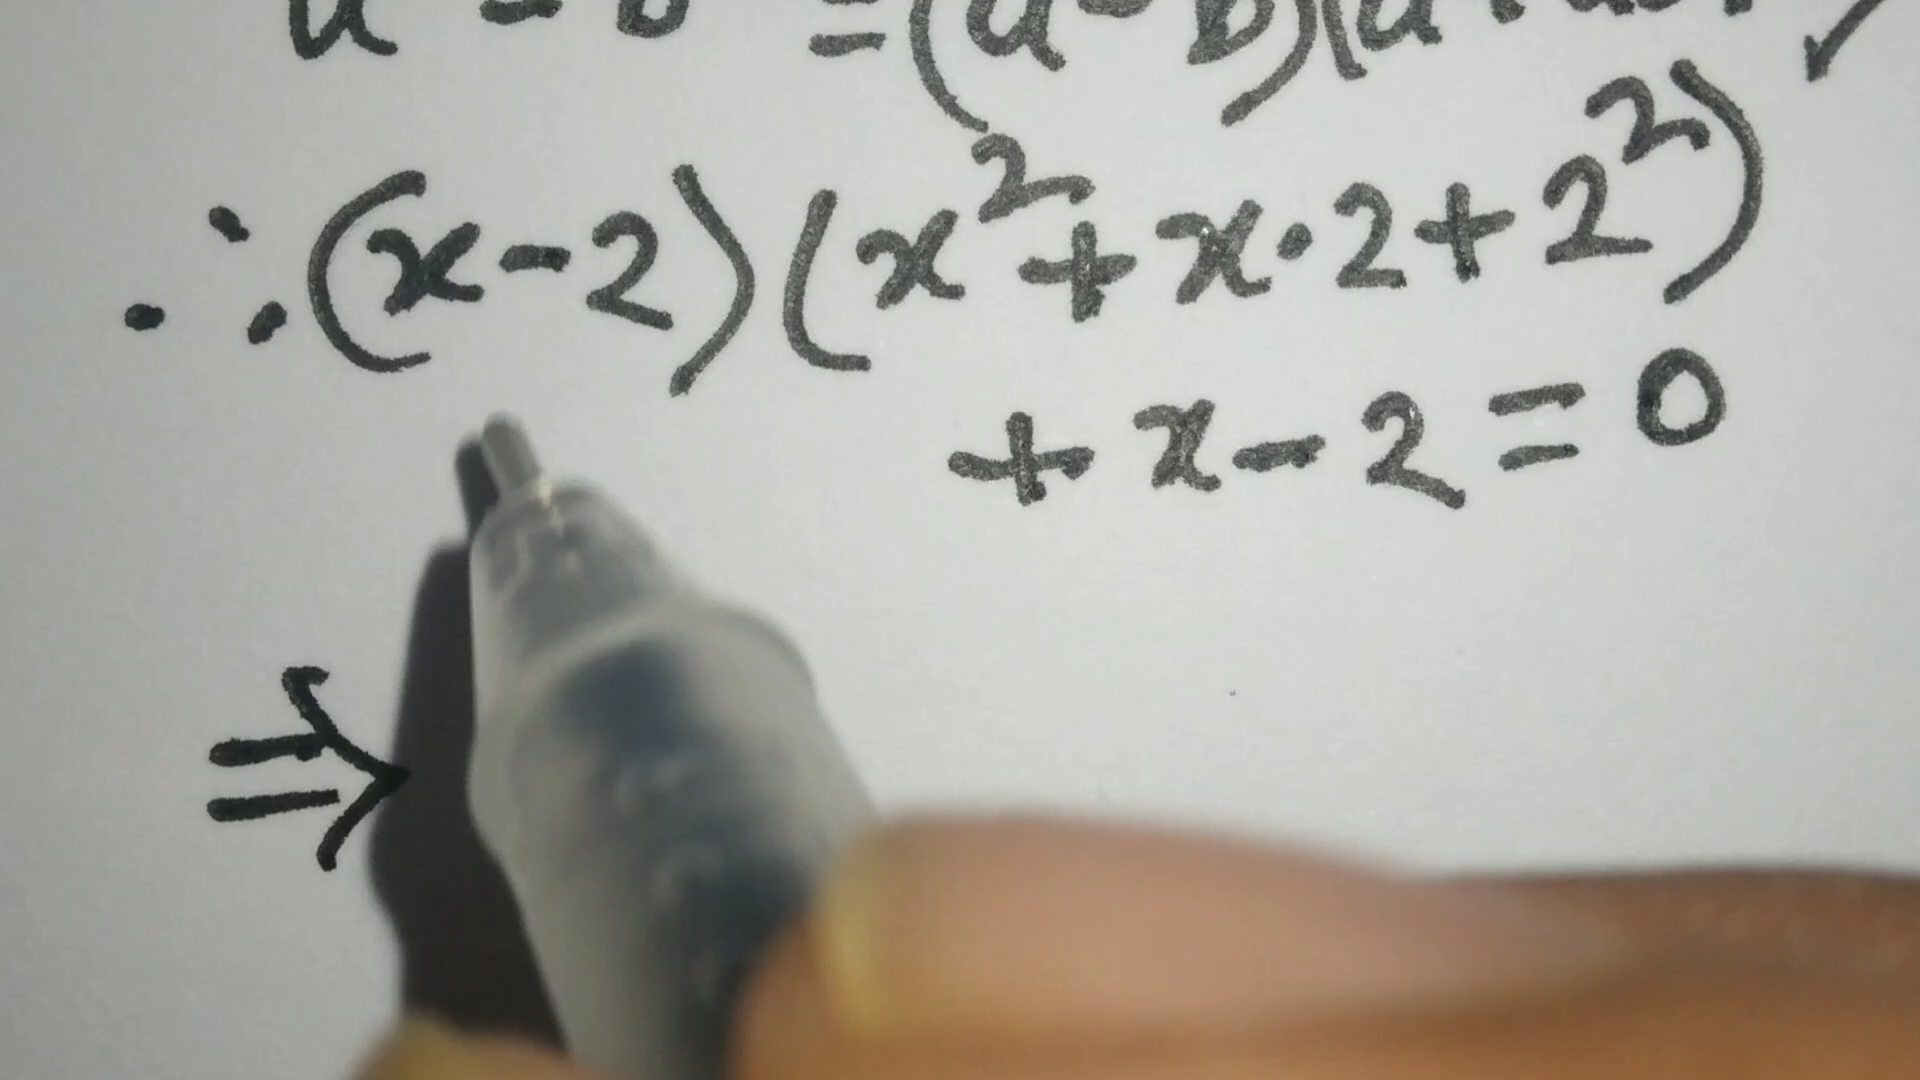 = (a - b)(a
∴ (x-2)(x²+x·2+2²)
+ x-2=0
⇒